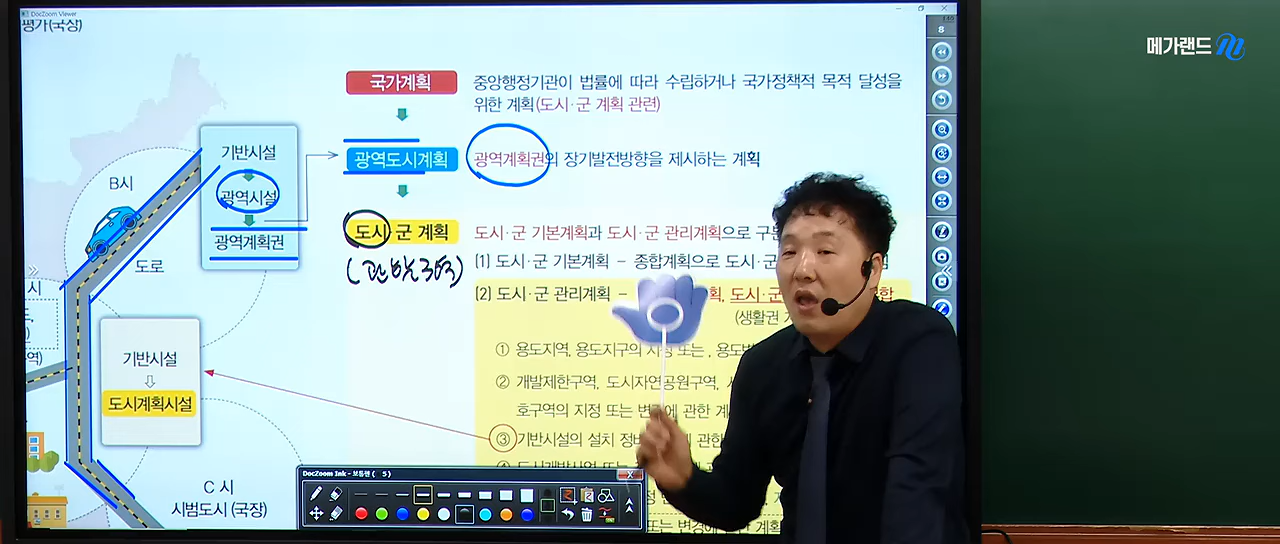 DocZoom Viewer
평가(국상)
8
메가랜드
국가계획
중앙행정기관이 법률에 따라 수립하거나 국가정책적 목적 달성을
위한 계획(도시·군 계획 관련)
기반시설
광역시설
광역계획권
B시
도로
광역도시계획
광역계획권의 장기발전방향을 제시하는 계획
도시·군 계획
도시·군 기본계획과 도시·군 관리계획으로
(1) 도시·군 기본계획 - 종합계획으로 도시·군
(2) 도시·군 관리계획 -
(생활권
① 용도지역, 용도지구의 지정 또는
② 개발제한구역, 도시자연공원구역,
호구역의 지정 또는 변경에 관한
③ 기반시설의 설치 정비
또는 변경에 관한 계획
시
기반시설
도시계획시설
C 시
시범도시 (국장)
DocZoom Ink - 보통펜 ( 5)